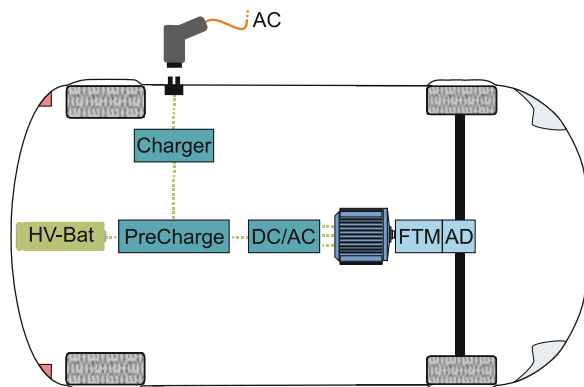 AC
Charger
HV-Bat
PreCharge
DC/AC
FTM
AD